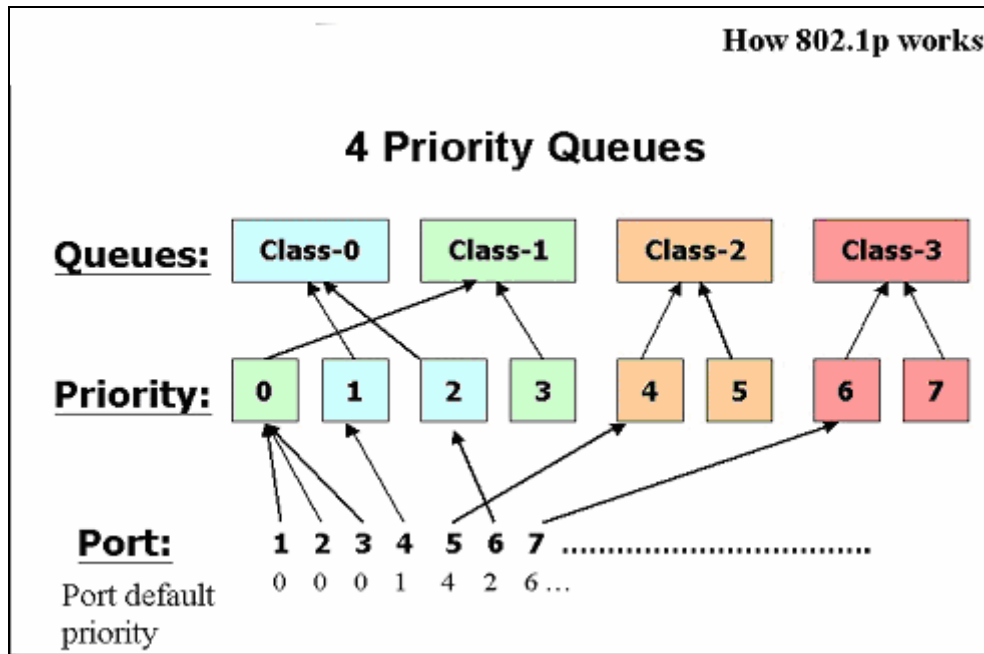 How 802.1p works
4 Priority Queues
Queues: Class-0 Class-1 Class-2 Class-3
Priority: 0 1 2 3 4 5 6 7
Port: 1 2 3 4 5 6 7 ................................
Port default 0 0 0 1 4 2 6 ...
priority